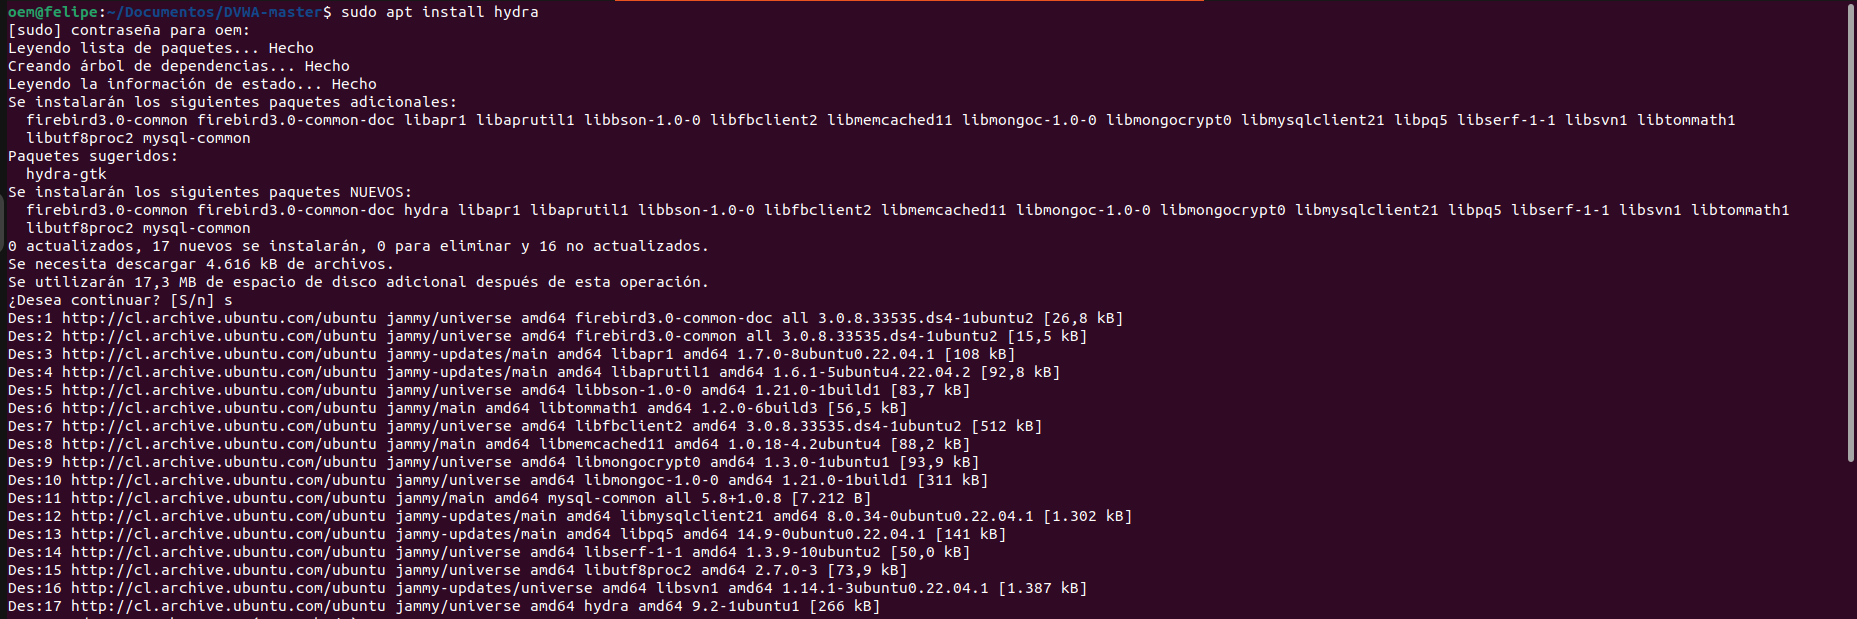 oem@felipe:~/Documentos/DVWA-master$ sudo apt install hydra
[sudo] contraseña para oem:
Leyendo lista de paquetes... Hecho
Creando árbol de dependencias... Hecho
Leyendo la información de estado... Hecho
Se instalarán los siguientes paquetes adicionales:
  firebird3.0-common firebird3.0-common-doc libapr1 libaprutil1 libbson-1.0-0 libfbclient2 libmemcached11 libmongoc-1.0-0 libmongocrypt0 libmysqlclient21 libpq5 libserf-1-1 libsvn1 libtommath1
  libutf8proc2 mysql-common
Paquetes sugeridos:
  hydra-gtk
Se instalarán los siguientes paquetes NUEVOS:
  firebird3.0-common firebird3.0-common-doc hydra libapr1 libaprutil1 libbson-1.0-0 libfbclient2 libmemcached11 libmongoc-1.0-0 libmongocrypt0 libmysqlclient21 libpq5 libserf-1-1 libsvn1 libtommath1
  libutf8proc2 mysql-common
0 actualizados, 17 nuevos se instalarán, 0 para eliminar y 16 no actualizados.
Se necesita descargar 4.616 kB de archivos.
Se utilizarán 17,3 MB de espacio de disco adicional después de esta operación.
¿Desea continuar? [S/n] s
Des:1 http://cl.archive.ubuntu.com/ubuntu jammy/universe amd64 firebird3.0-common-doc all 3.0.8.33535.ds4-1ubuntu2 [26,8 kB]
Des:2 http://cl.archive.ubuntu.com/ubuntu jammy/universe amd64 firebird3.0-common all 3.0.8.33535.ds4-1ubuntu2 [15,5 kB]
Des:3 http://cl.archive.ubuntu.com/ubuntu jammy-updates/main amd64 libapr1 amd64 1.7.0-8ubuntu0.22.04.1 [108 kB]
Des:4 http://cl.archive.ubuntu.com/ubuntu jammy-updates/main amd64 libaprutil1 amd64 1.6.1-5ubuntu4.22.04.2 [92,8 kB]
Des:5 http://cl.archive.ubuntu.com/ubuntu jammy/universe amd64 libbson-1.0-0 amd64 1.21.0-1build1 [83,7 kB]
Des:6 http://cl.archive.ubuntu.com/ubuntu jammy/main amd64 libtommath1 amd64 1.2.0-6build3 [56,5 kB]
Des:7 http://cl.archive.ubuntu.com/ubuntu jammy/universe amd64 libfbclient2 amd64 3.0.8.33535.ds4-1ubuntu2 [512 kB]
Des:8 http://cl.archive.ubuntu.com/ubuntu jammy/main amd64 libmemcached11 amd64 1.0.18-4.2ubuntu4 [88,2 kB]
Des:9 http://cl.archive.ubuntu.com/ubuntu jammy/universe amd64 libmongocrypt0 amd64 1.3.0-1ubuntu1 [93,9 kB]
Des:10 http://cl.archive.ubuntu.com/ubuntu jammy/universe amd64 libmongoc-1.0-0 amd64 1.21.0-1build1 [311 kB]
Des:11 http://cl.archive.ubuntu.com/ubuntu jammy/main amd64 mysql-common all 5.8+1.0.8 [7.212 B]
Des:12 http://cl.archive.ubuntu.com/ubuntu jammy-updates/main amd64 libmysqlclient21 amd64 8.0.34-0ubuntu0.22.04.1 [1.302 kB]
Des:13 http://cl.archive.ubuntu.com/ubuntu jammy-updates/main amd64 libpq5 amd64 14.9-0ubuntu0.22.04.1 [141 kB]
Des:14 http://cl.archive.ubuntu.com/ubuntu jammy/universe amd64 libserf-1-1 amd64 1.3.9-10ubuntu2 [50,0 kB]
Des:15 http://cl.archive.ubuntu.com/ubuntu jammy/universe amd64 libutf8proc2 amd64 2.7.0-3 [73,9 kB]
Des:16 http://cl.archive.ubuntu.com/ubuntu jammy-updates/universe amd64 libsvn1 amd64 1.14.1-3ubuntu0.22.04.1 [1.387 kB]
Des:17 http://cl.archive.ubuntu.com/ubuntu jammy/universe amd64 hydra amd64 9.2-1ubuntu1 [266 kB]